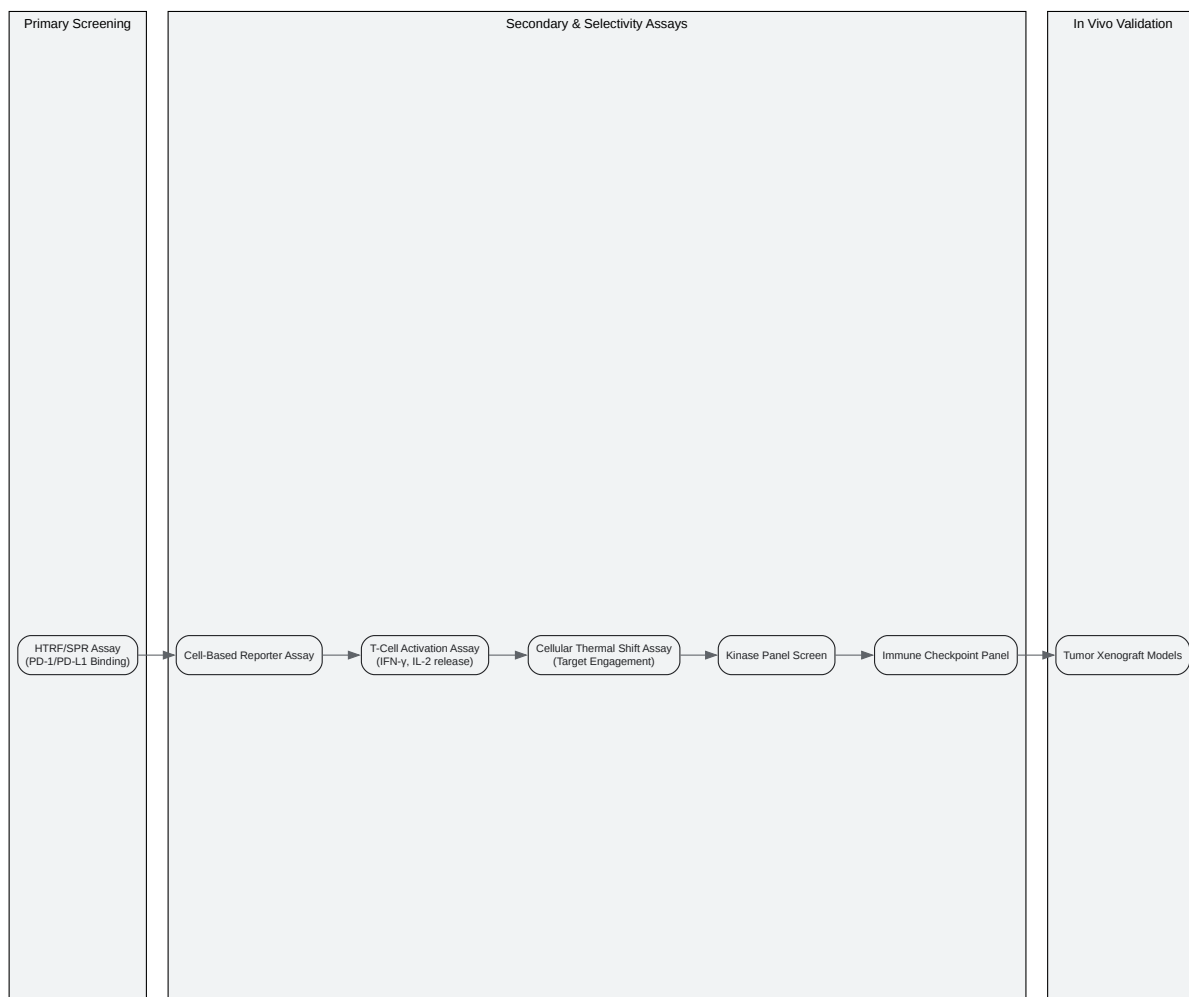 Primary Screening
Secondary & Selectivity Assays
In Vivo Validation
HTRF/SPR Assay
(PD-1/PD-L1 Binding)
Cell-Based Reporter Assay
T-Cell Activation Assay
(IFN-γ, IL-2 release)
Cellular Thermal Shift Assay
(Target Engagement)
Kinase Panel Screen
Immune Checkpoint Panel
Tumor Xenograft Models